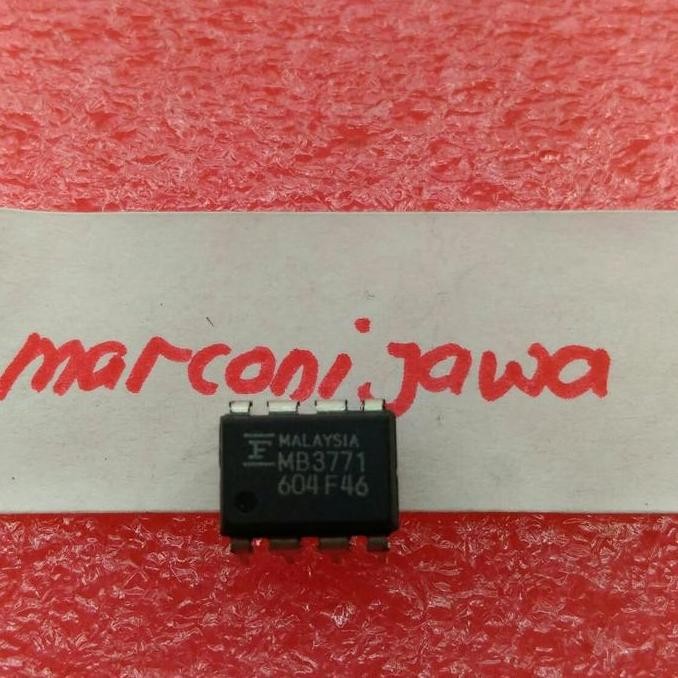 marconi.jawa
F MALAYSIA
MB3771
604 F46